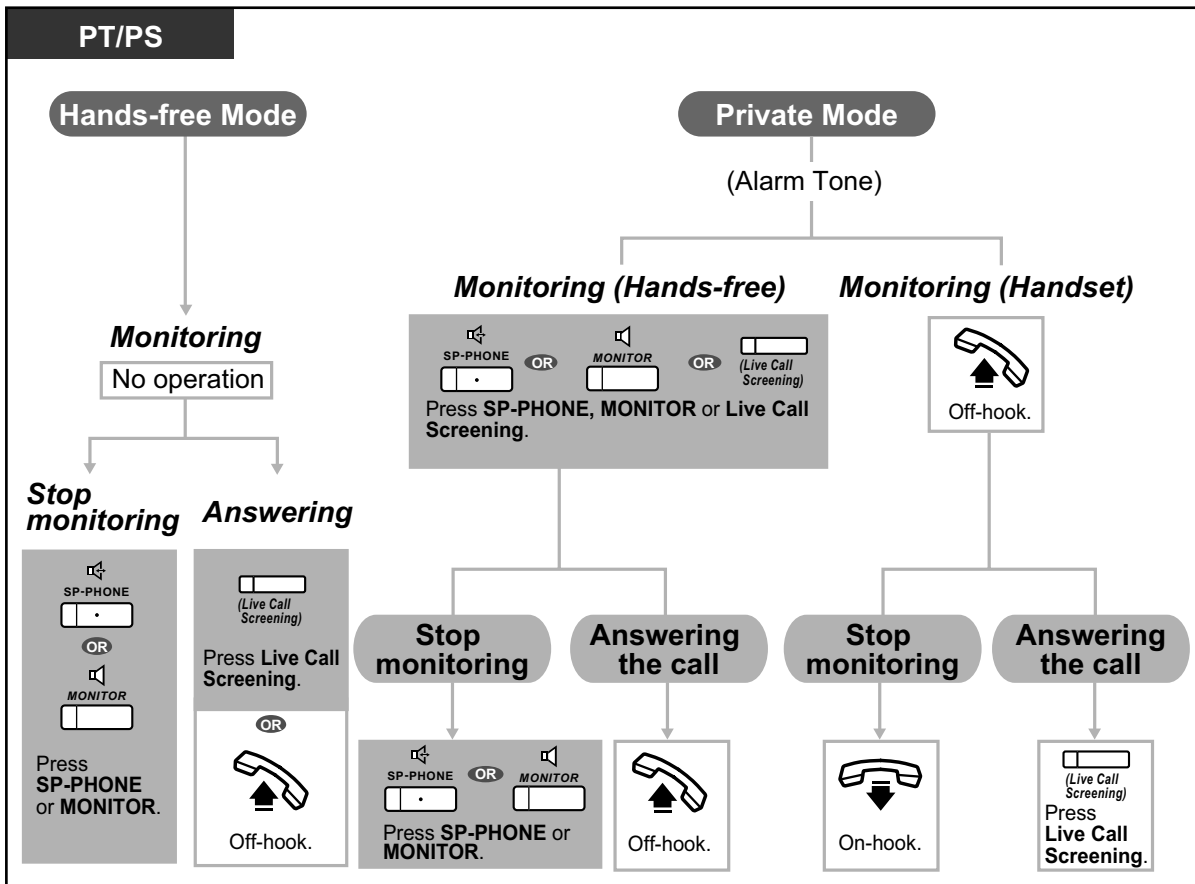 PT/PS
Hands-free Mode
Monitoring
No operation
Stop
monitoring
SP-PHONE
OR
MONITOR
Press
SP-PHONE
or MONITOR.
Answering
(Live Call
Screening)
Press Live Call
Screening.
OR
Off-hook.
Private Mode
(Alarm Tone)
Monitoring (Hands-free)
SP-PHONE OR MONITOR OR (Live Call
Screening)
Press SP-PHONE, MONITOR or Live Call
Screening.
Stop
monitoring
SP-PHONE OR MONITOR
Press SP-PHONE or
MONITOR.
Answering
the call
Off-hook.
Monitoring (Handset)
Off-hook.
Stop
monitoring
On-hook.
Answering
the call
(Live Call
Screening)
Press
Live Call
Screening.